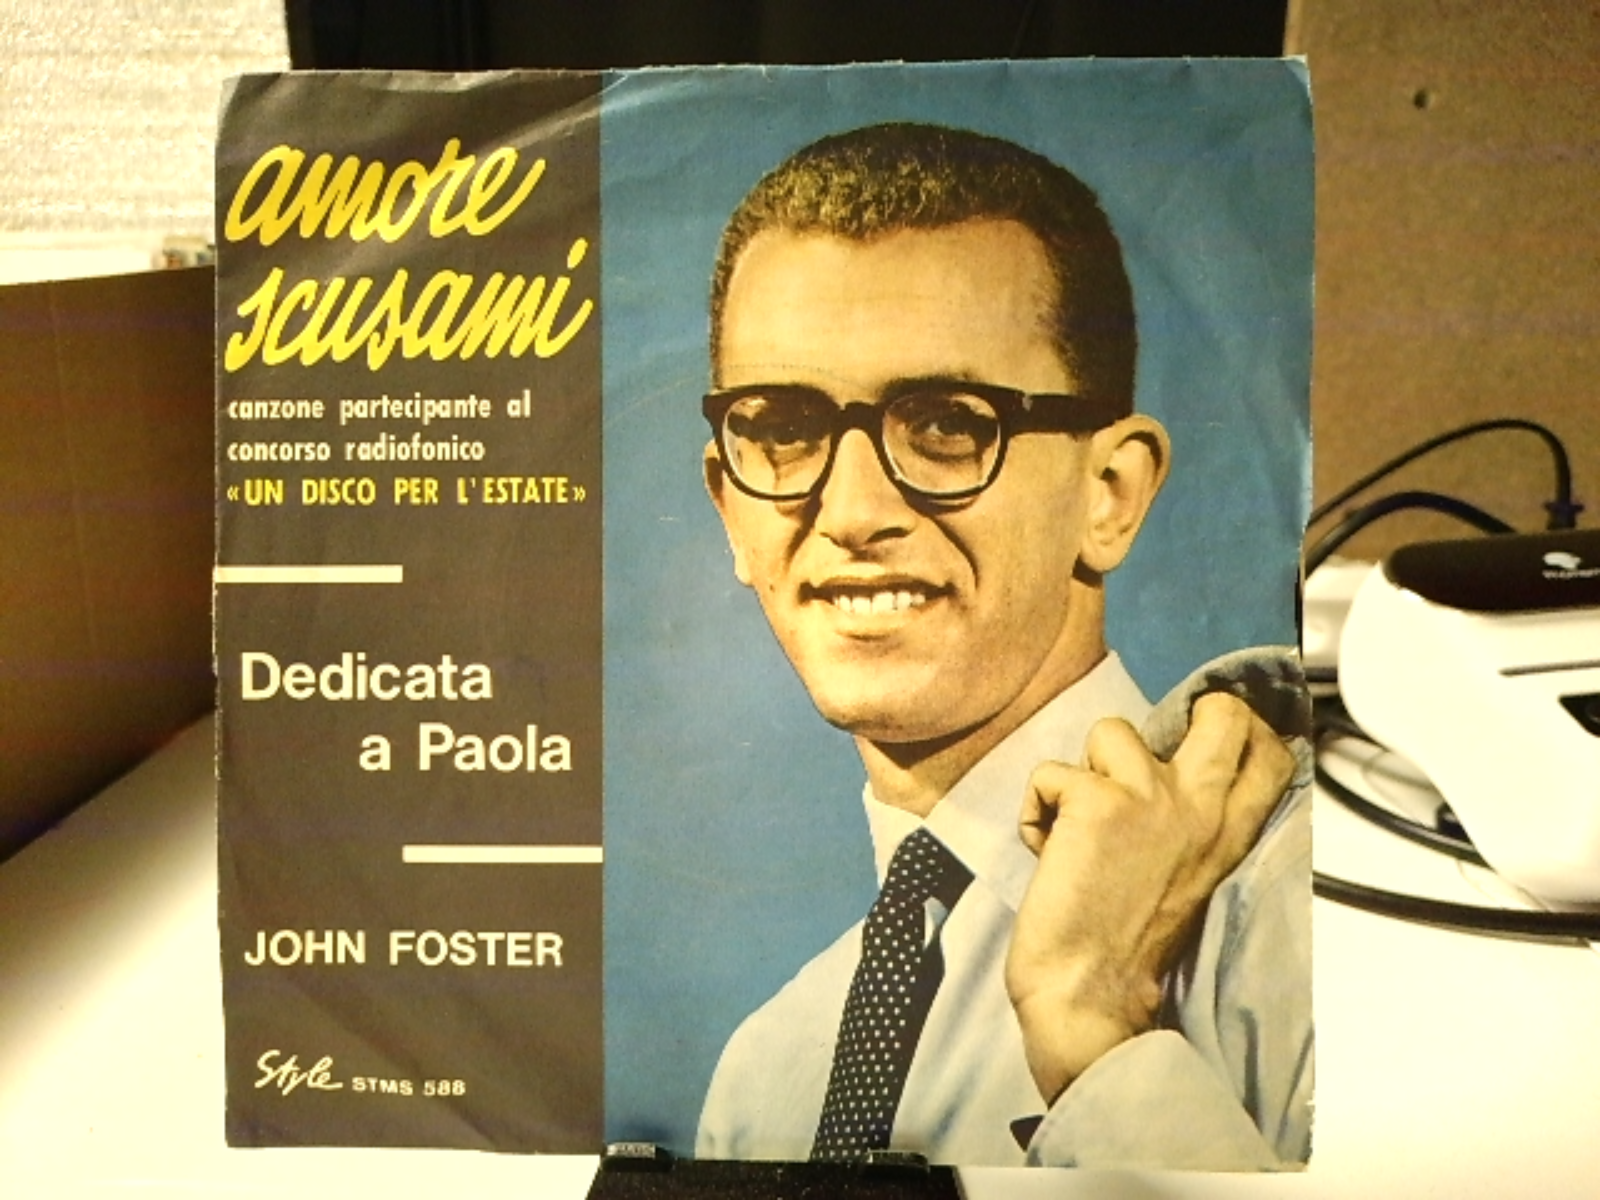 amore
scusami
canzone partecipante al
concorso radiofonico
«UN DISCO PER L'ESTATE»
Dedicata
a Paola
JOHN FOSTER
Style STMS 588